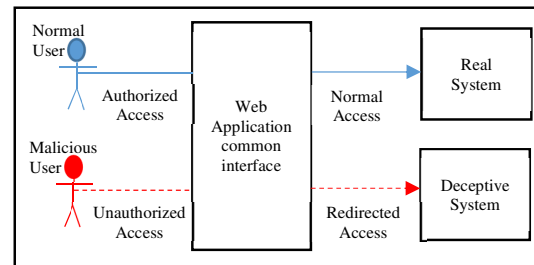 Normal
User
Authorized
Access
Web
Application
common
interface
Normal
Access
Real
System
Malicious
User
Unauthorized
Access
Redirected
Access
Deceptive
System